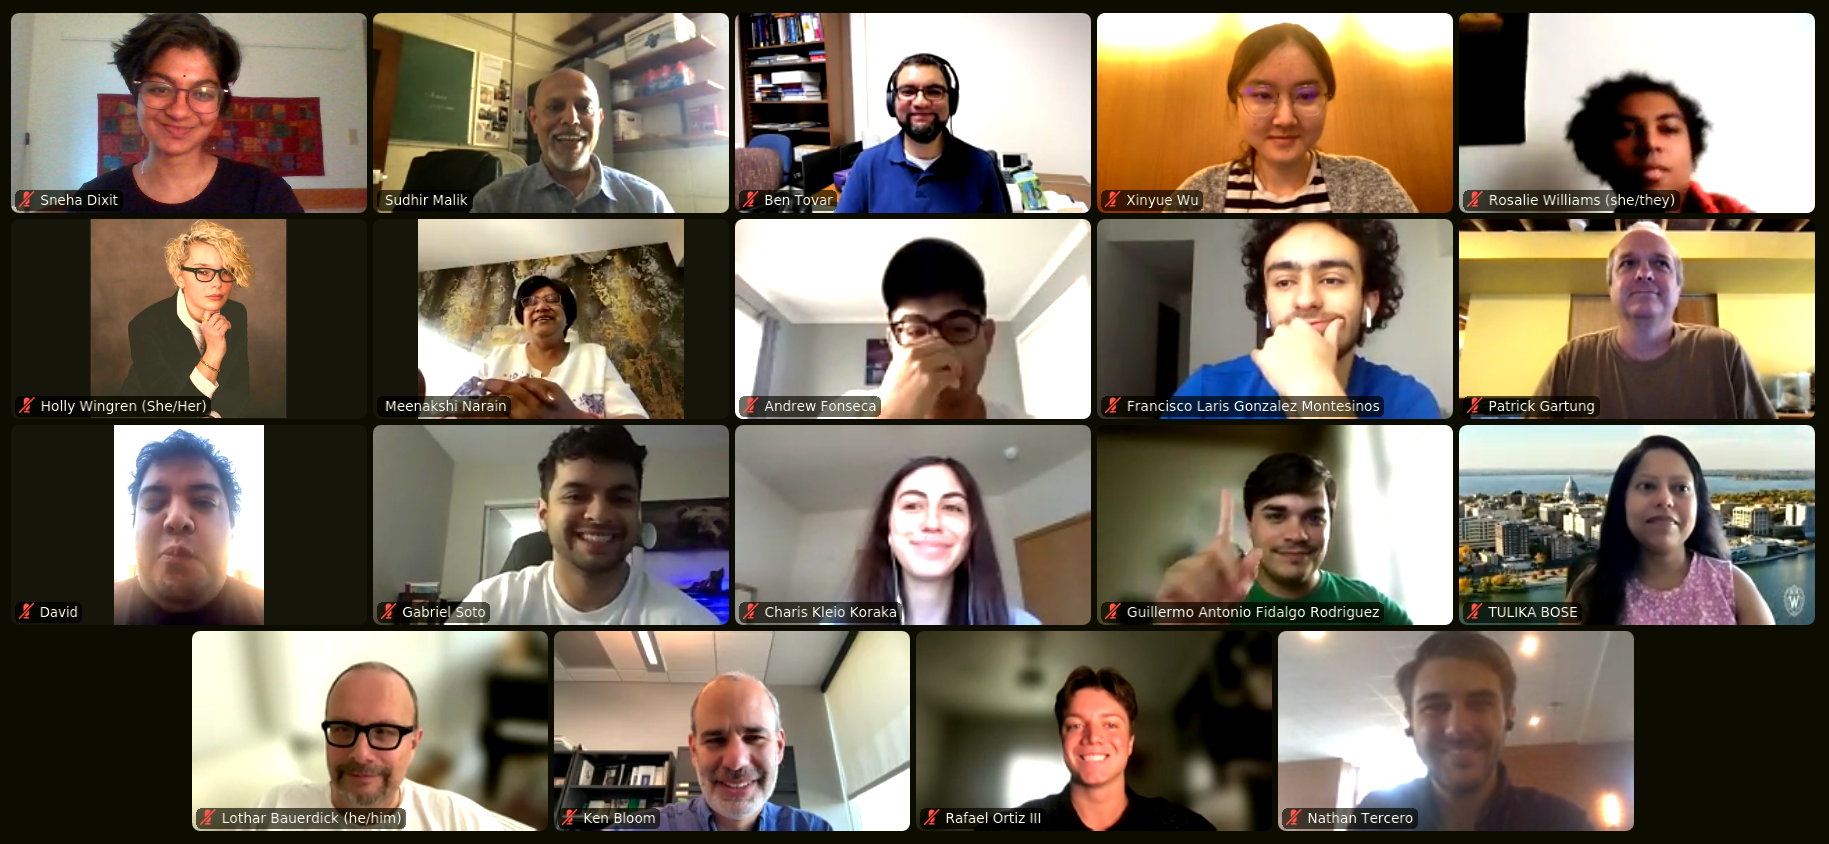 Sneha Dixit
Sudhir Malik
Ben Tovar
Xinyue Wu
Rosalie Williams (she/they)
Holly Wingren (She/Her)
Meenakshi Narain
Andrew Fonseca
Francisco Laris Gonzalez Montesinos
Patrick Gartung
David
Gabriel Soto
Charis Kleio Koraka
Guillermo Antonio Fidalgo Rodriguez
TULIKA BOSE
W
Lothar Bauerdick (he/him)
Ken Bloom
Rafael Ortiz III
Nathan Tercero